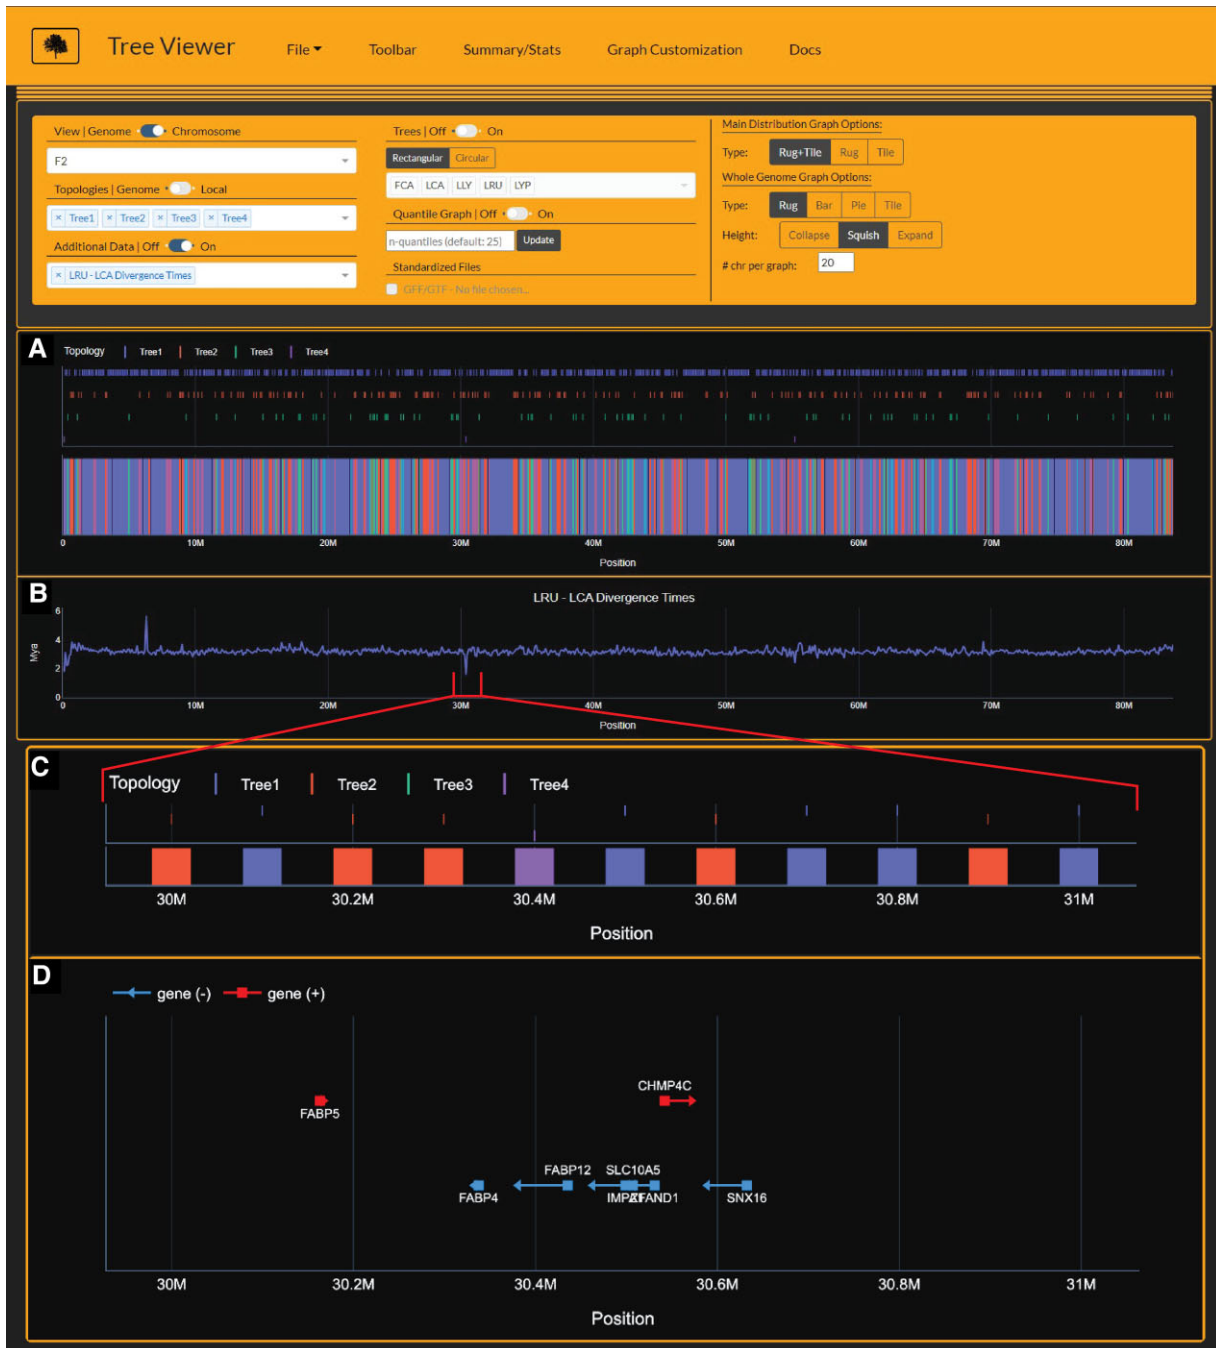 Tree Viewer File Toolbar Summary/Stats Graph Customization Docs
View | Genome Chromosome
F2
Topologies | Genome Local
× Tree1 × Tree2 × Tree3 × Tree4
Additional Data | Off On
× LRU - LCA Divergence Times
Trees | Off On
Rectangular Circular
FCA LCA LLY LRU LYP
Quantile Graph | Off On
n-quantiles (default: 25) Update
Standardized Files
GFF/GTF - No file chosen...
Main Distribution Graph Options:
Type: Rug+Tile Rug Tile
Whole Genome Graph Options:
Type: Rug Bar Pie Tile
Height: Collapse Squish Expand
# chr per graph: 20
A
Topology Tree1 Tree2 Tree3 Tree4
0 10M 20M 30M 40M 50M 60M 70M 80M
Position
B
LRU - LCA Divergence Times
6
4
2
0
Mya
0 10M 20M 30M 40M 50M 60M 70M 80M
Position
C
Topology Tree1 Tree2 Tree3 Tree4
30M 30.2M 30.4M 30.6M 30.8M 31M
Position
D
gene (-) gene (+)
CHMP4C
FABP5
FABP12 SLC10A5
FABP4 SNX16
30M 30.2M 30.4M 30.6M 30.8M 31M
Position